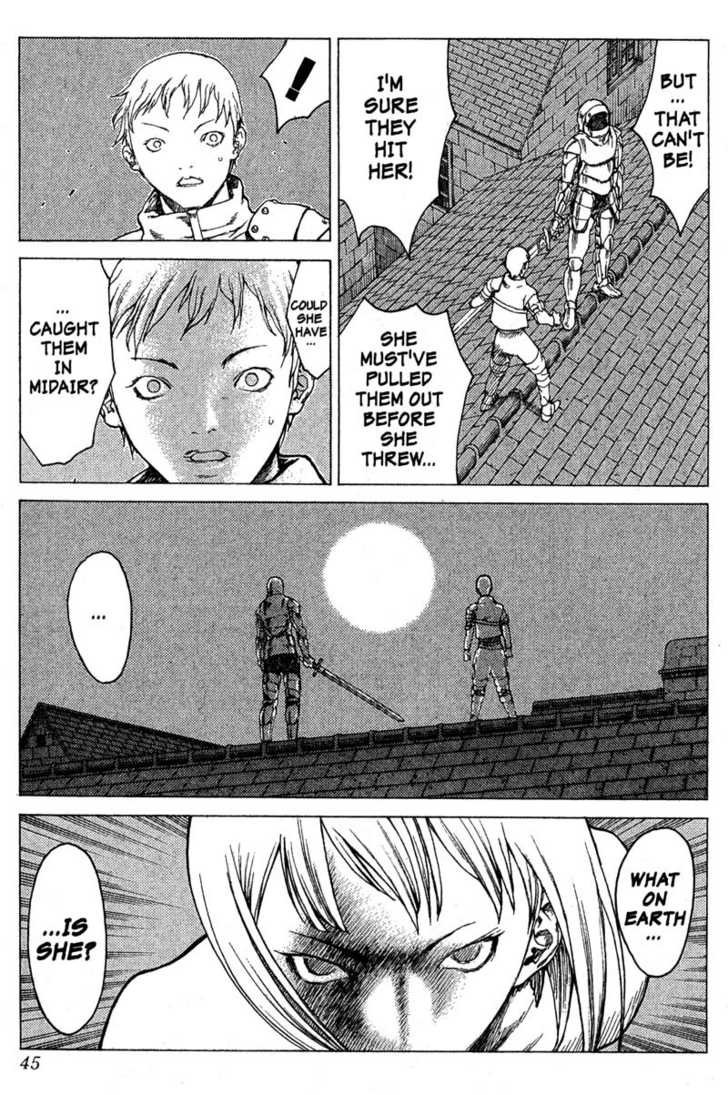 BUT
...
THAT
CAN'T
BE!
I'M
SURE
THEY
HIT
HER!
SHE
MUST'VE
PULLED
THEM OUT
BEFORE
SHE
THREW...
!
COULD
SHE
HAVE
...
...
CAUGHT
THEM
IN
MIDAIR?
...
WHAT
ON
EARTH
...
...IS
SHE?
45